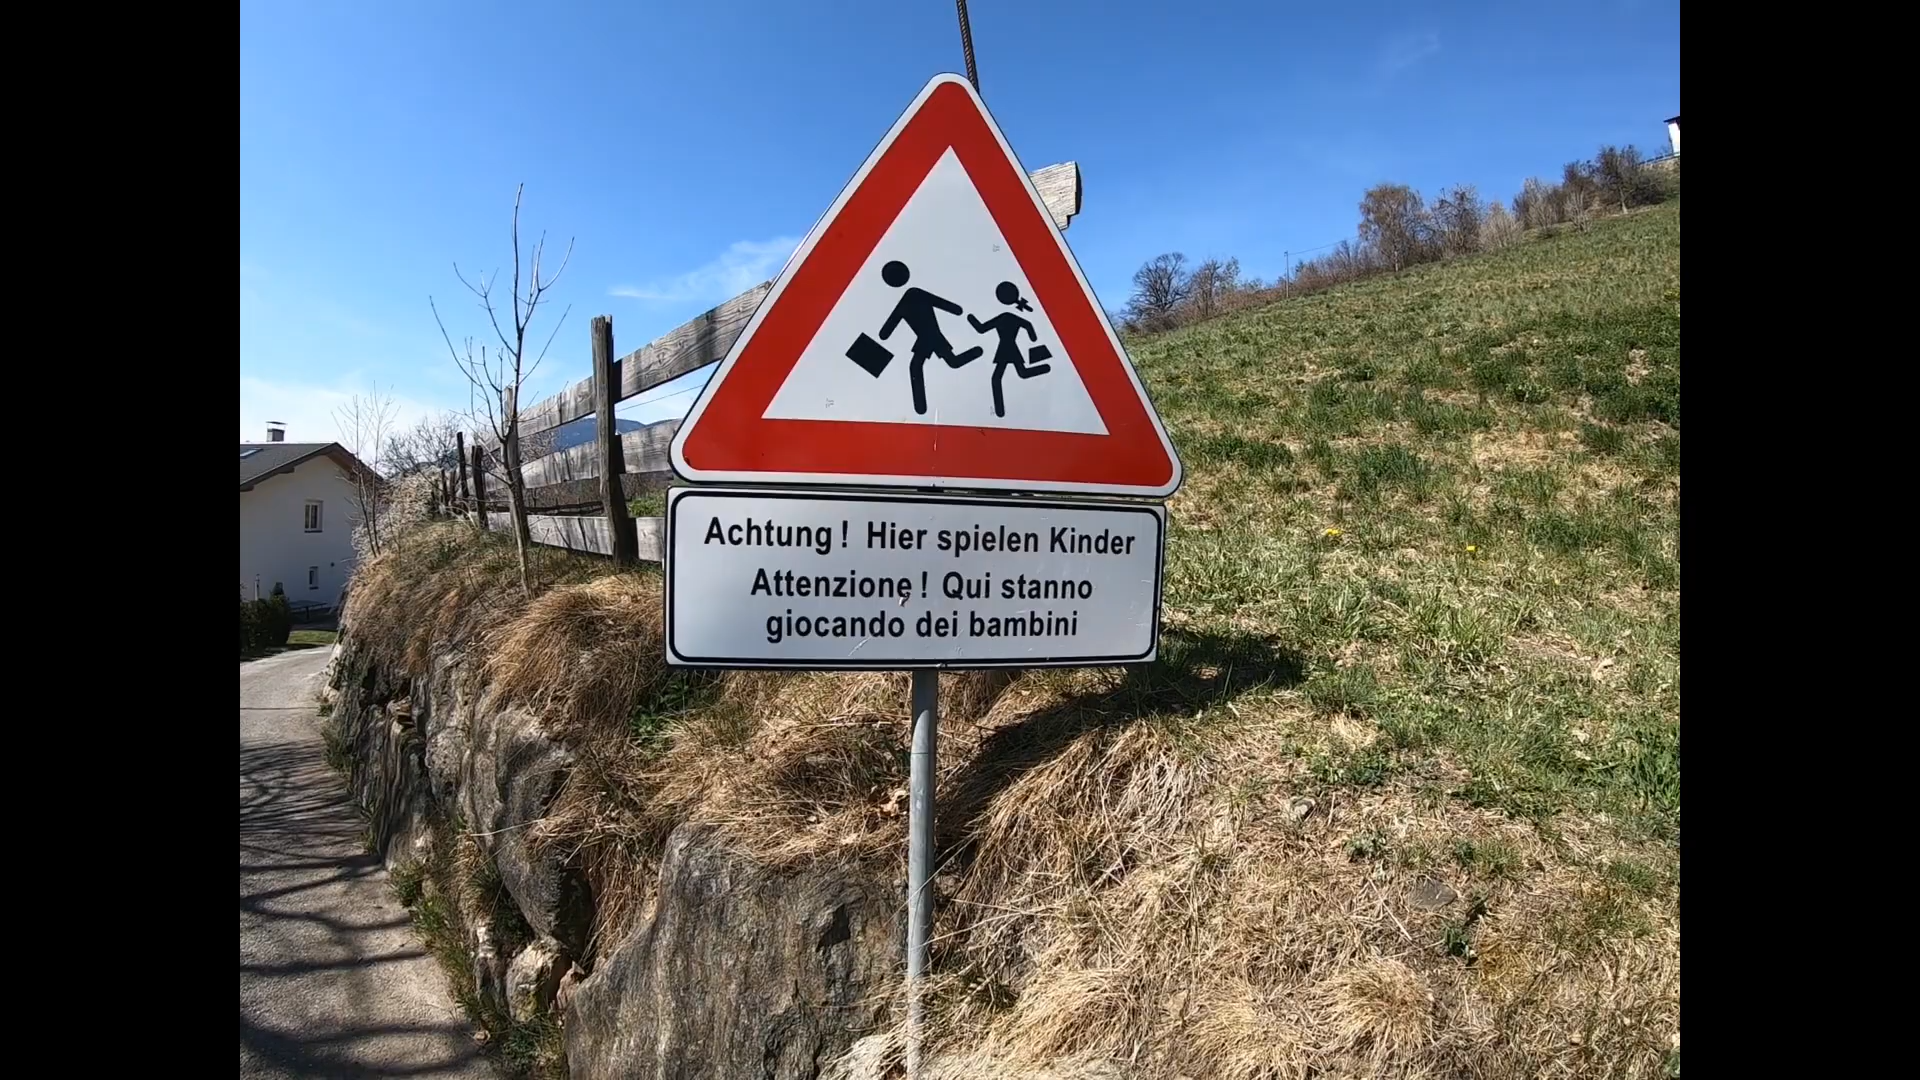 Achtung! Hier spielen Kinder
Attenzione! Qui stanno
giocando dei bambini